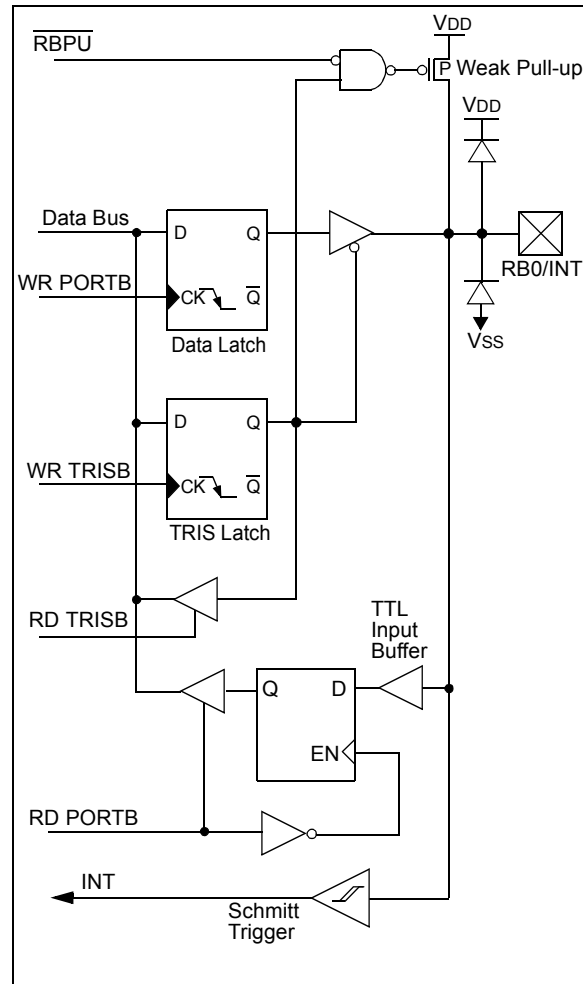 VDD
RBPU
P Weak Pull-up
VDD
Data Bus
D Q
RB0/INT
WR PORTB
CK Q
VSS
Data Latch
D Q
WR TRISB
CK Q
TRIS Latch
RD TRISB
TTL
Input
Buffer
Q D
EN
RD PORTB
INT
Schmitt
Trigger